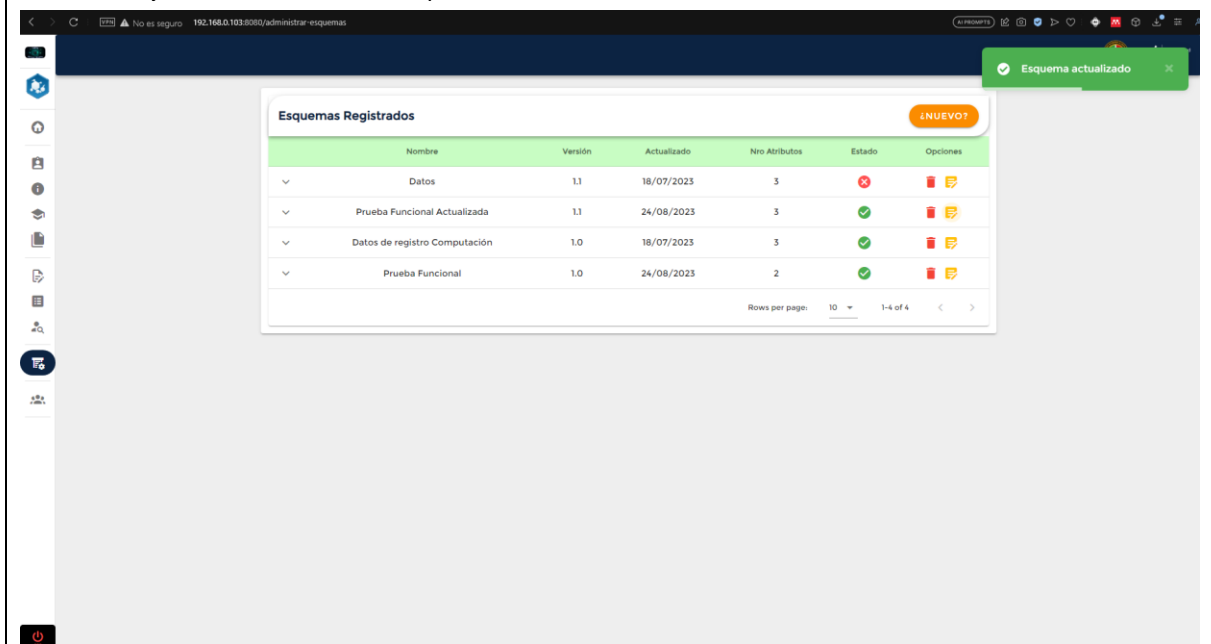 VPN No es seguro 192.168.0.103:8080/administrar-esquemas AI PROMPTS
Esquema actualizado
Esquemas Registrados ¿NUEVO?
Nombre Versión Actualizado Nro Atributos Estado Opciones
Datos 1.1 18/07/2023 3
Prueba Funcional Actualizada 1.1 24/08/2023 3
Datos de registro Computación 1.0 18/07/2023 3
Prueba Funcional 1.0 24/08/2023 2
Rows per page: 10 1-4 of 4